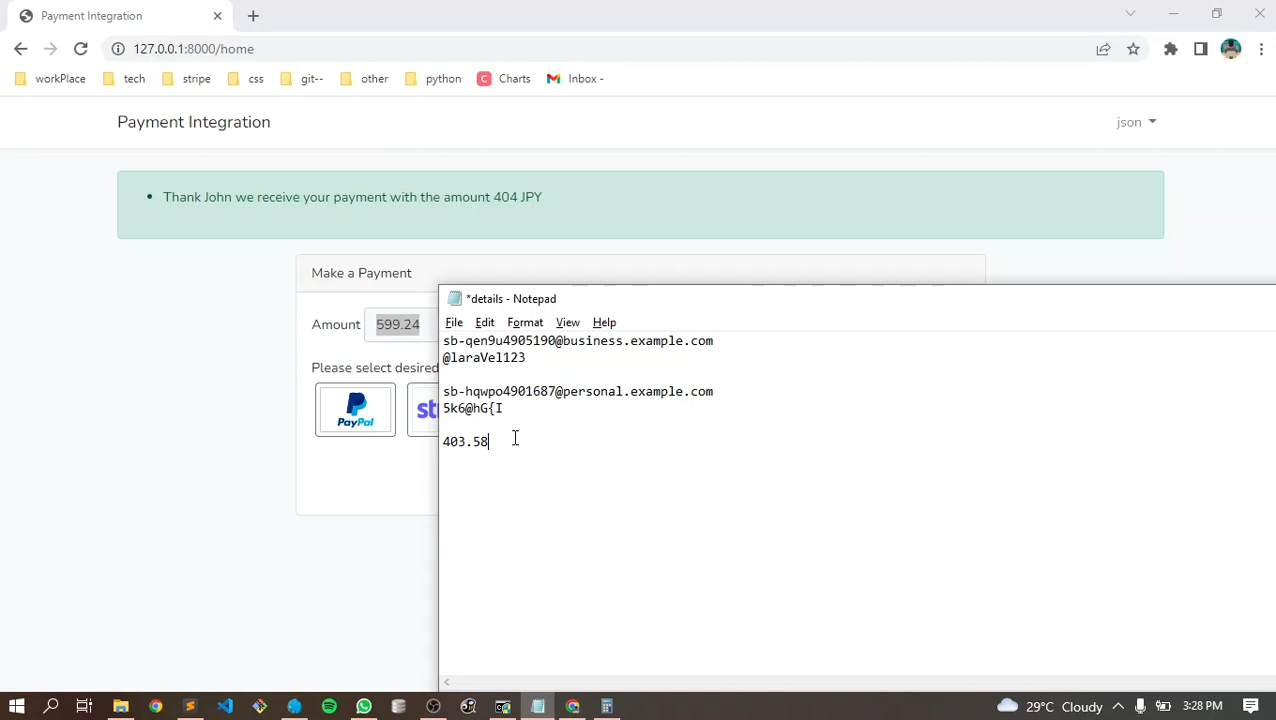 Payment Integration
127.0.0.1:8000/home
workPlace tech stripe css git-- other python Charts Inbox -
Payment Integration json
Thank John we receive your payment with the amount 404 JPY
Make a Payment
Amount 599.24
Please select desired
PayPal
*details - Notepad
File Edit Format View Help
sb-qen9u4905190@business.example.com
@laraVel123
sb-hqwpo4901687@personal.example.com
5k6@hG{I
403.58
29°C Cloudy 3:28 PM